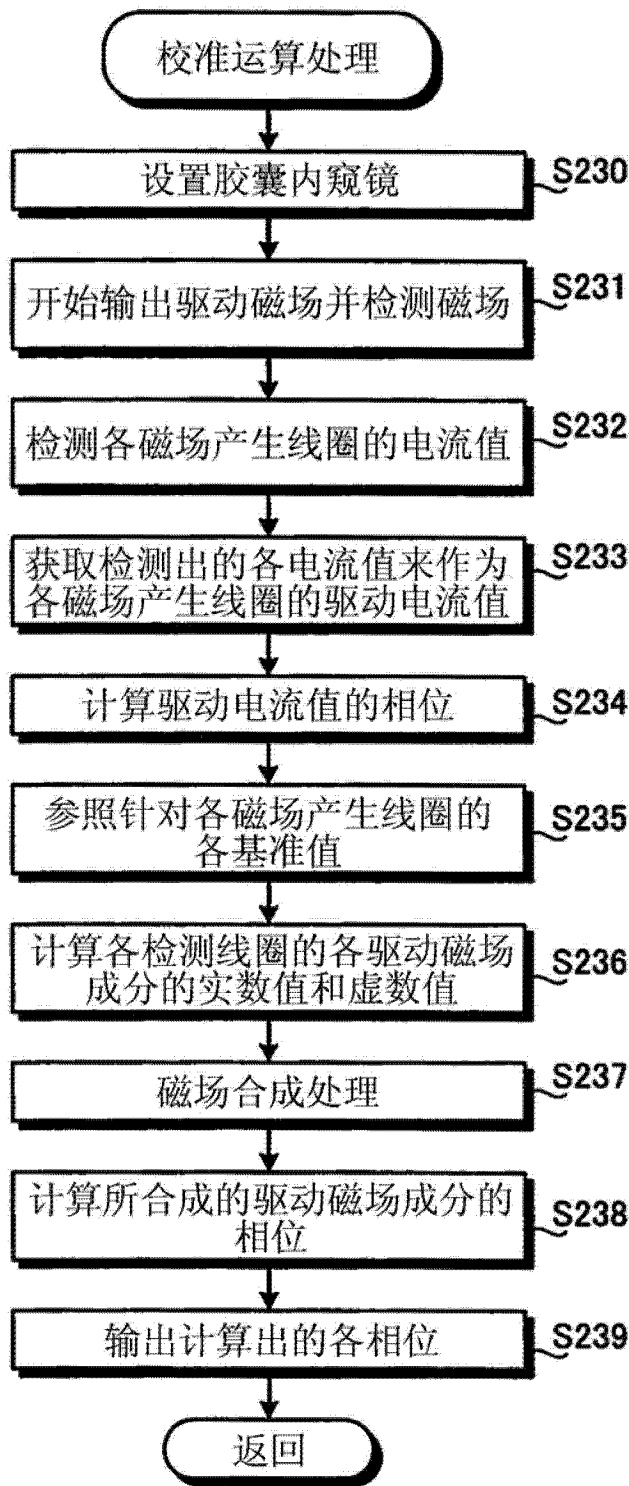 校准运算处理
设置胶囊内窥镜
S230
开始输出驱动磁场并检测磁场
S231
检测各磁场产生线圈的电流值
S232
获取检测出的各电流值来作为
各磁场产生线圈的驱动电流值
S233
计算驱动电流值的相位
S234
参照针对各磁场产生线圈的
各基准值
S235
计算各检测线圈的各驱动磁场
成分的实数值和虚数值
S236
磁场合成处理
S237
计算所合成的驱动磁场成分的
相位
S238
输出计算出的各相位
S239
返回